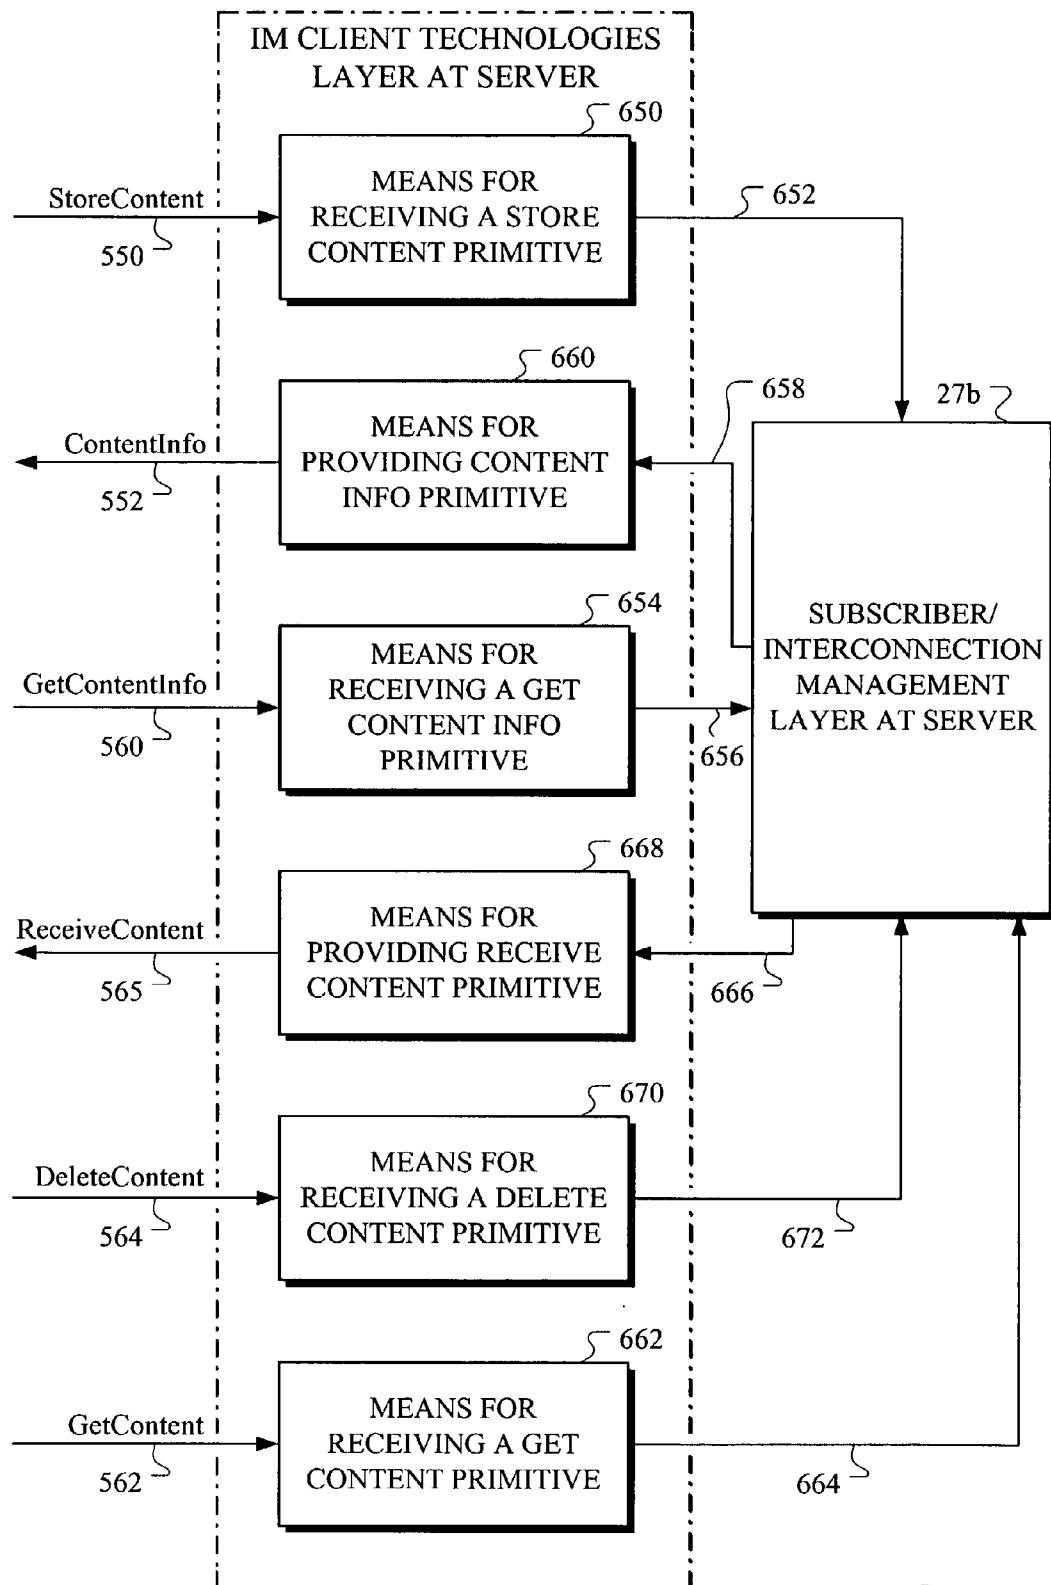 IM CLIENT TECHNOLOGIES
LAYER AT SERVER
650
MEANS FOR
RECEIVING A STORE
CONTENT PRIMITIVE
StoreContent
550
652
660
MEANS FOR
PROVIDING CONTENT
INFO PRIMITIVE
ContentInfo
552
658
27b
SUBSCRIBER/
INTERCONNECTION
MANAGEMENT
LAYER AT SERVER
654
MEANS FOR
RECEIVING A GET
CONTENT INFO
PRIMITIVE
GetContentInfo
560
656
668
MEANS FOR
PROVIDING RECEIVE
CONTENT PRIMITIVE
ReceiveContent
565
666
670
MEANS FOR
RECEIVING A DELETE
CONTENT PRIMITIVE
DeleteContent
564
672
662
MEANS FOR
RECEIVING A GET
CONTENT PRIMITIVE
GetContent
562
664